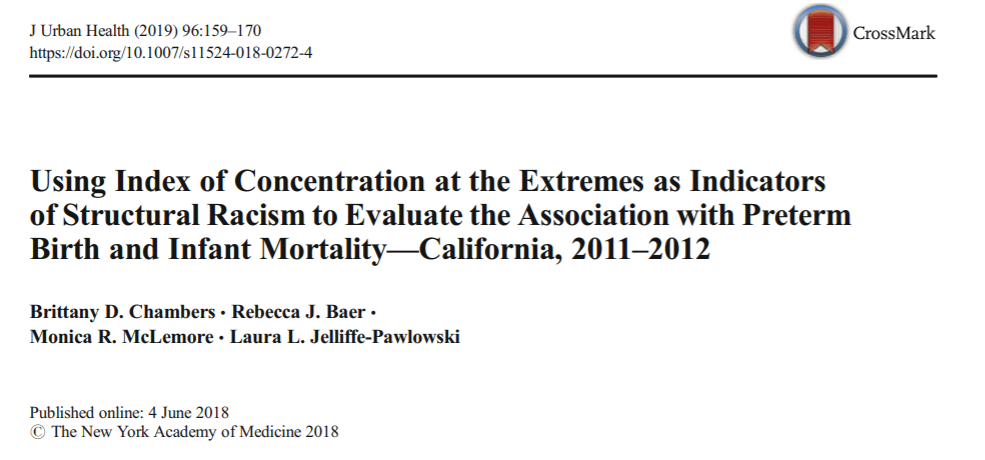 J Urban Health (2019) 96:159–170
https://doi.org/10.1007/s11524-018-0272-4
CrossMark
Using Index of Concentration at the Extremes as Indicators
of Structural Racism to Evaluate the Association with Preterm
Birth and Infant Mortality—California, 2011–2012
Brittany D. Chambers · Rebecca J. Baer ·
Monica R. McLemore · Laura L. Jelliffe-Pawlowski
Published online: 4 June 2018
© The New York Academy of Medicine 2018